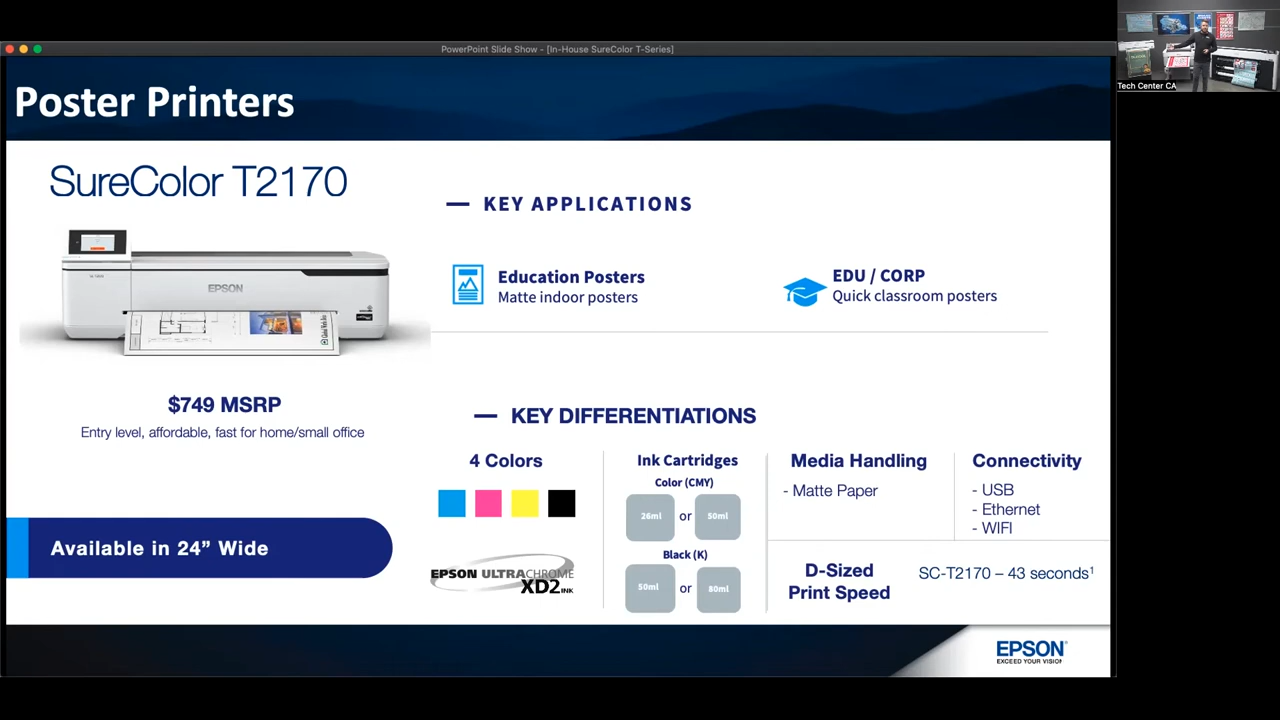 PowerPoint Slide Show - [In-House SureColor T-Series]
Tech Center CA
Poster Printers
SureColor T2170
EPSON
$749 MSRP
Entry level, affordable, fast for home/small office
Available in 24” Wide
— KEY APPLICATIONS
Education Posters
Matte indoor posters
EDU / CORP
Quick classroom posters
— KEY DIFFERENTIATIONS
4 Colors
EPSON ULTRACHROME
XD2 INK
Ink Cartridges
Color (CMY)
26ml or 50ml
Black (K)
50ml or 80ml
Media Handling
- Matte Paper
Connectivity
- USB
- Ethernet
- WIFI
D-Sized
Print Speed
SC-T2170 – 43 seconds¹
EPSON®
EXCEED YOUR VISION